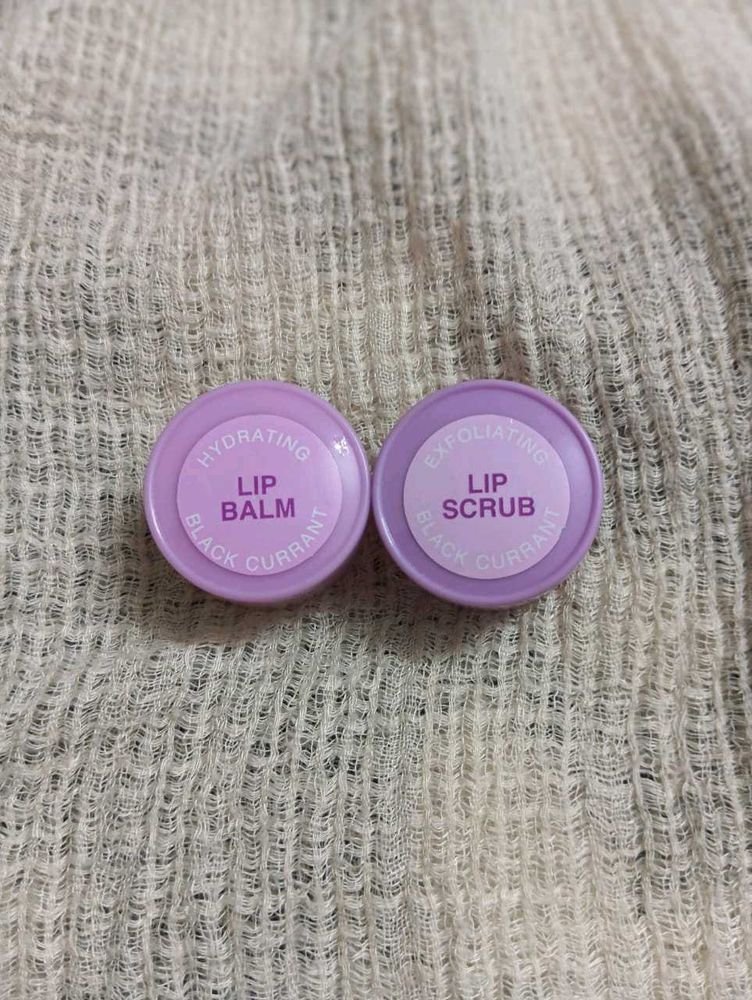 HYDRATING
LIP
BALM
BLACK CURRANT
EXFOLIATING
LIP
SCRUB
BLACK CURRANT